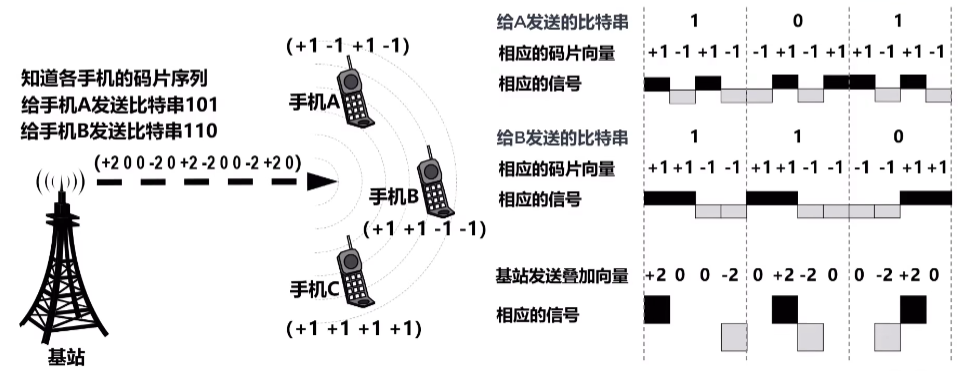 (+1 -1 +1 -1)
知道各手机的码片序列
给手机A发送比特串101
给手机B发送比特串110
手机A
(+2 0 0 -2 0 +2 -2 0 0 -2 +2 0)
手机B
(+1 +1 -1 -1)
手机C
(+1 +1 +1 +1)
基站
给A发送的比特串 1 0 1
相应的码片向量 +1 -1 +1 -1 -1 +1 -1 +1 +1 -1 +1 -1
相应的信号
给B发送的比特串 1 1 0
相应的码片向量 +1 +1 -1 -1 +1 +1 -1 -1 -1 -1 +1 +1
相应的信号
基站发送叠加向量 +2 0 0 -2 0 +2 -2 0 0 -2 +2 0
相应的信号